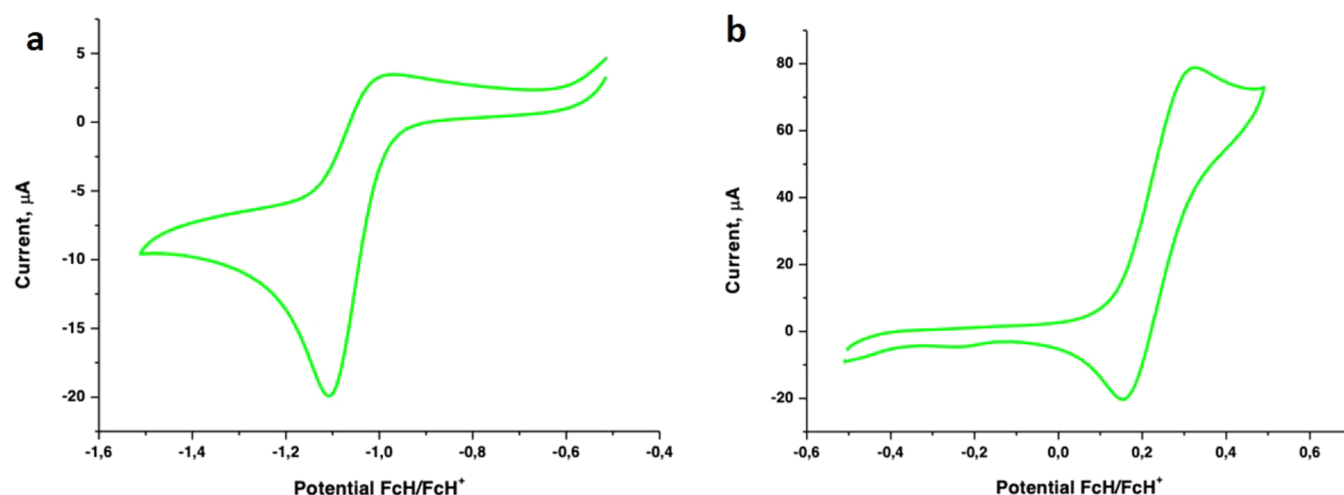 a
5
0
-5
-10
-15
-20
Current, μA
-1,6 -1,2 -1,0 -0,8 -0,6 -0,4
Potential FcH/FcH⁺
b
80
60
40
20
0
-20
Current, μA
-0,6 -0,4 -0,2 0,0 0,2 0,4 0,6
Potential FcH/FcH⁺